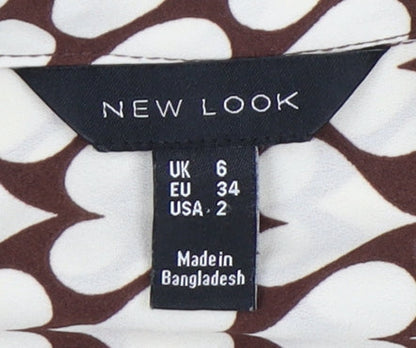 NEW LOOK
UK 6
EU 34
USA 2
Made in
Bangladesh